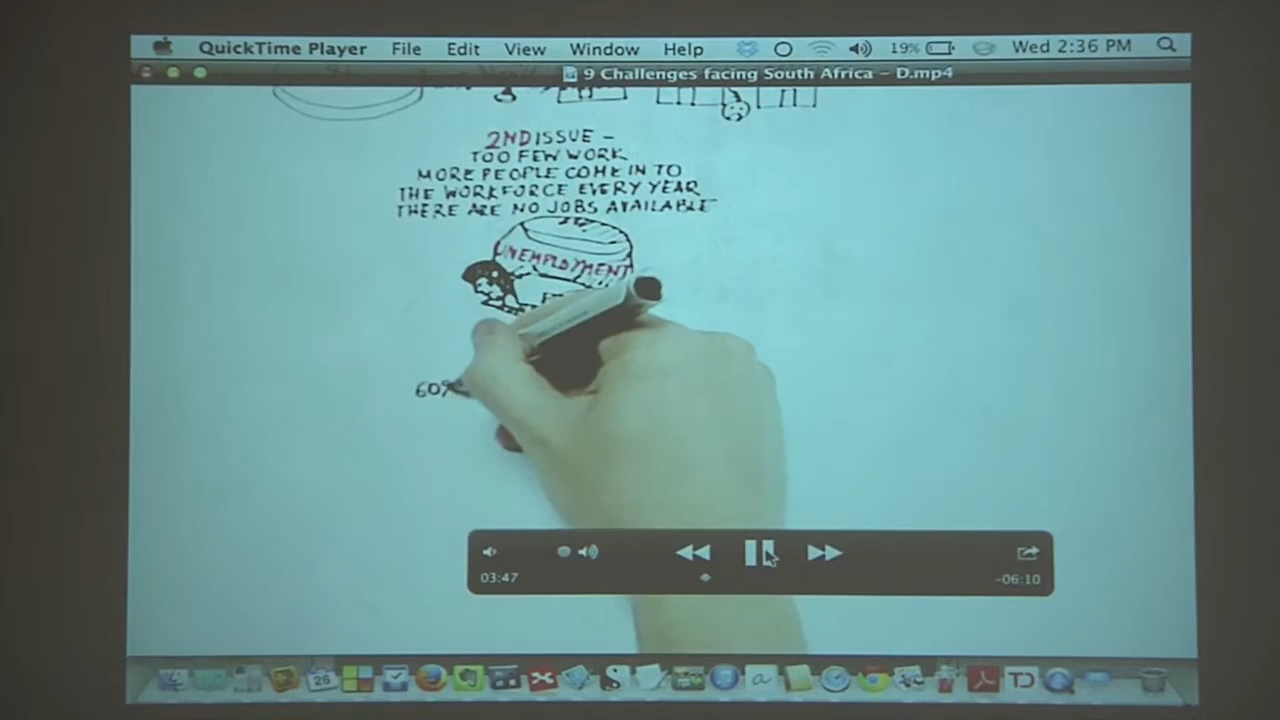 QuickTime Player File Edit View Window Help 19% Wed 2:36 PM
9 Challenges facing South Africa – D.mp4
2ND ISSUE –
TOO FEW WORK
MORE PEOPLE COME IN TO
THE WORKFORCE EVERY YEAR
THERE ARE NO JOBS AVAILABLE
UNEMPLOYMENT
60%
03:47 -06:10
26 a TD